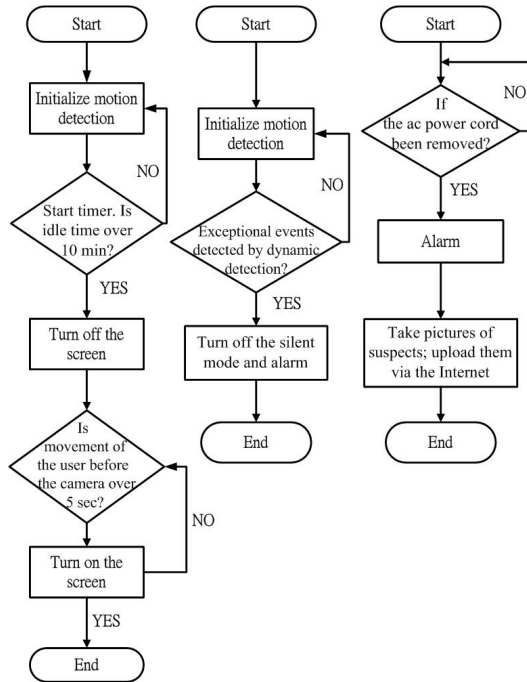 Start
Initialize motion
detection
NO
Start timer. Is
idle time over
10 min?
YES
Turn off the
screen
Is
movement of
the user before
the camera over
5 sec?
NO
Turn on the
screen
YES
End
Start
Initialize motion
detection
NO
Exceptional events
detected by dynamic
detection?
YES
Turn off the silent
mode and alarm
End
Start
If
the ac power cord
been removed?
NO
YES
Alarm
Take pictures of
suspects; upload them
via the Internet
End